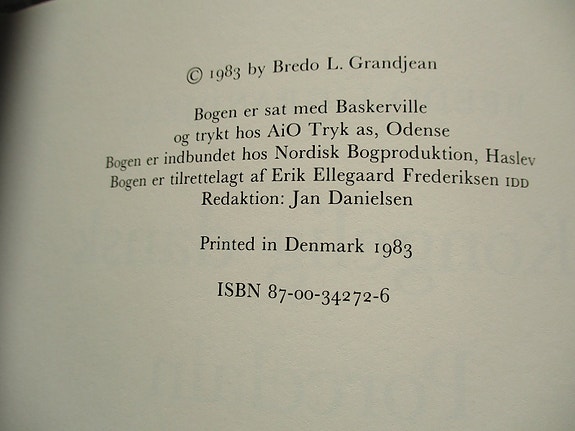 © 1983 by Bredo L. Grandjean
Bogen er sat med Baskerville
og trykt hos AiO Tryk as, Odense
Bogen er indbundet hos Nordisk Bogproduktion, Haslev
Bogen er tilrettelagt af Erik Ellegaard Frederiksen IDD
Redaktion: Jan Danielsen
Printed in Denmark 1983
ISBN 87-00-34272-6